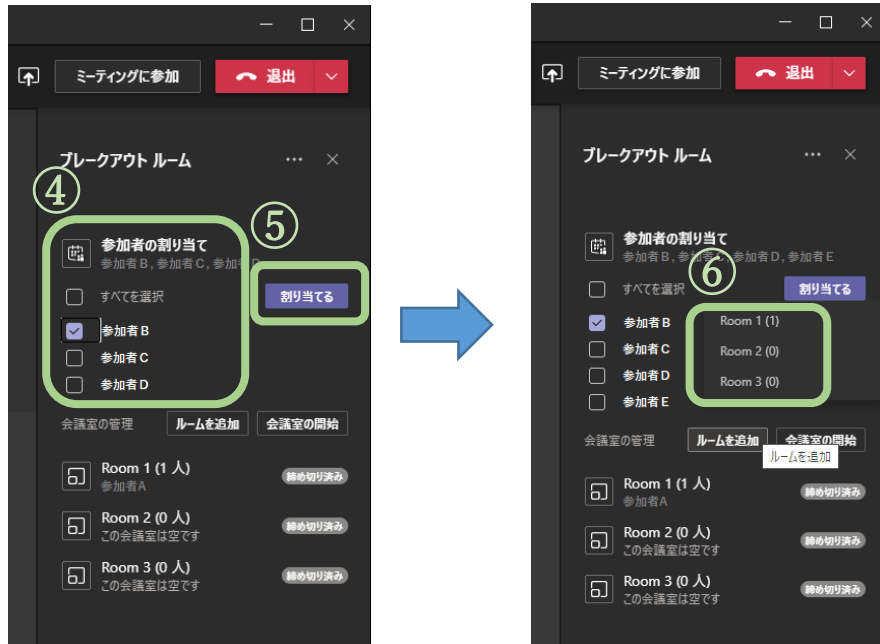 ミーティングに参加
退出
ブレークアウト ルーム
④
⑤
参加者の割り当て
参加者B, 参加者C, 参加者D
すべてを選択
割り当てる
参加者B
参加者C
参加者D
会議室の管理
ルームを追加
会議室の開始
Room 1 (1 人)
参加者A
締め切り済み
Room 2 (0 人)
この会議室は空です
締め切り済み
Room 3 (0 人)
この会議室は空です
締め切り済み
ミーティングに参加
退出
ブレークアウト ルーム
参加者の割り当て
参加者B, 参加者C, 参加者D, 参加者E
⑥
すべてを選択
割り当てる
参加者B
参加者C
参加者D
参加者E
Room 1 (1)
Room 2 (0)
Room 3 (0)
会議室の管理
ルームを追加
会議室の開始
ルームを追加
Room 1 (1 人)
参加者A
締め切り済み
Room 2 (0 人)
この会議室は空です
締め切り済み
Room 3 (0 人)
この会議室は空です
締め切り済み